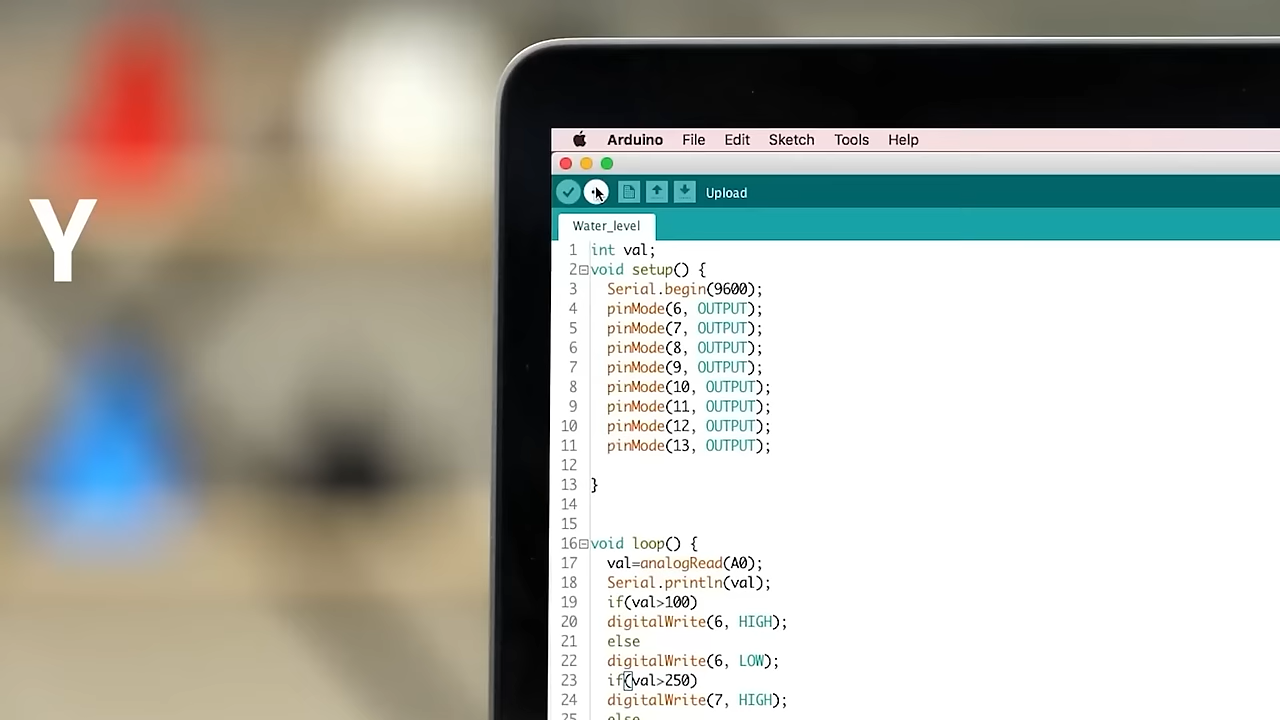 Y
Arduino File Edit Sketch Tools Help
Upload
Water_level
1 int val;
2 void setup() {
3 Serial.begin(9600);
4 pinMode(6, OUTPUT);
5 pinMode(7, OUTPUT);
6 pinMode(8, OUTPUT);
7 pinMode(9, OUTPUT);
8 pinMode(10, OUTPUT);
9 pinMode(11, OUTPUT);
10 pinMode(12, OUTPUT);
11 pinMode(13, OUTPUT);
12
13 }
14
15
16 void loop() {
17 val=analogRead(A0);
18 Serial.println(val);
19 if(val>100)
20 digitalWrite(6, HIGH);
21 else
22 digitalWrite(6, LOW);
23 if(val>250)
24 digitalWrite(7, HIGH);
25 else